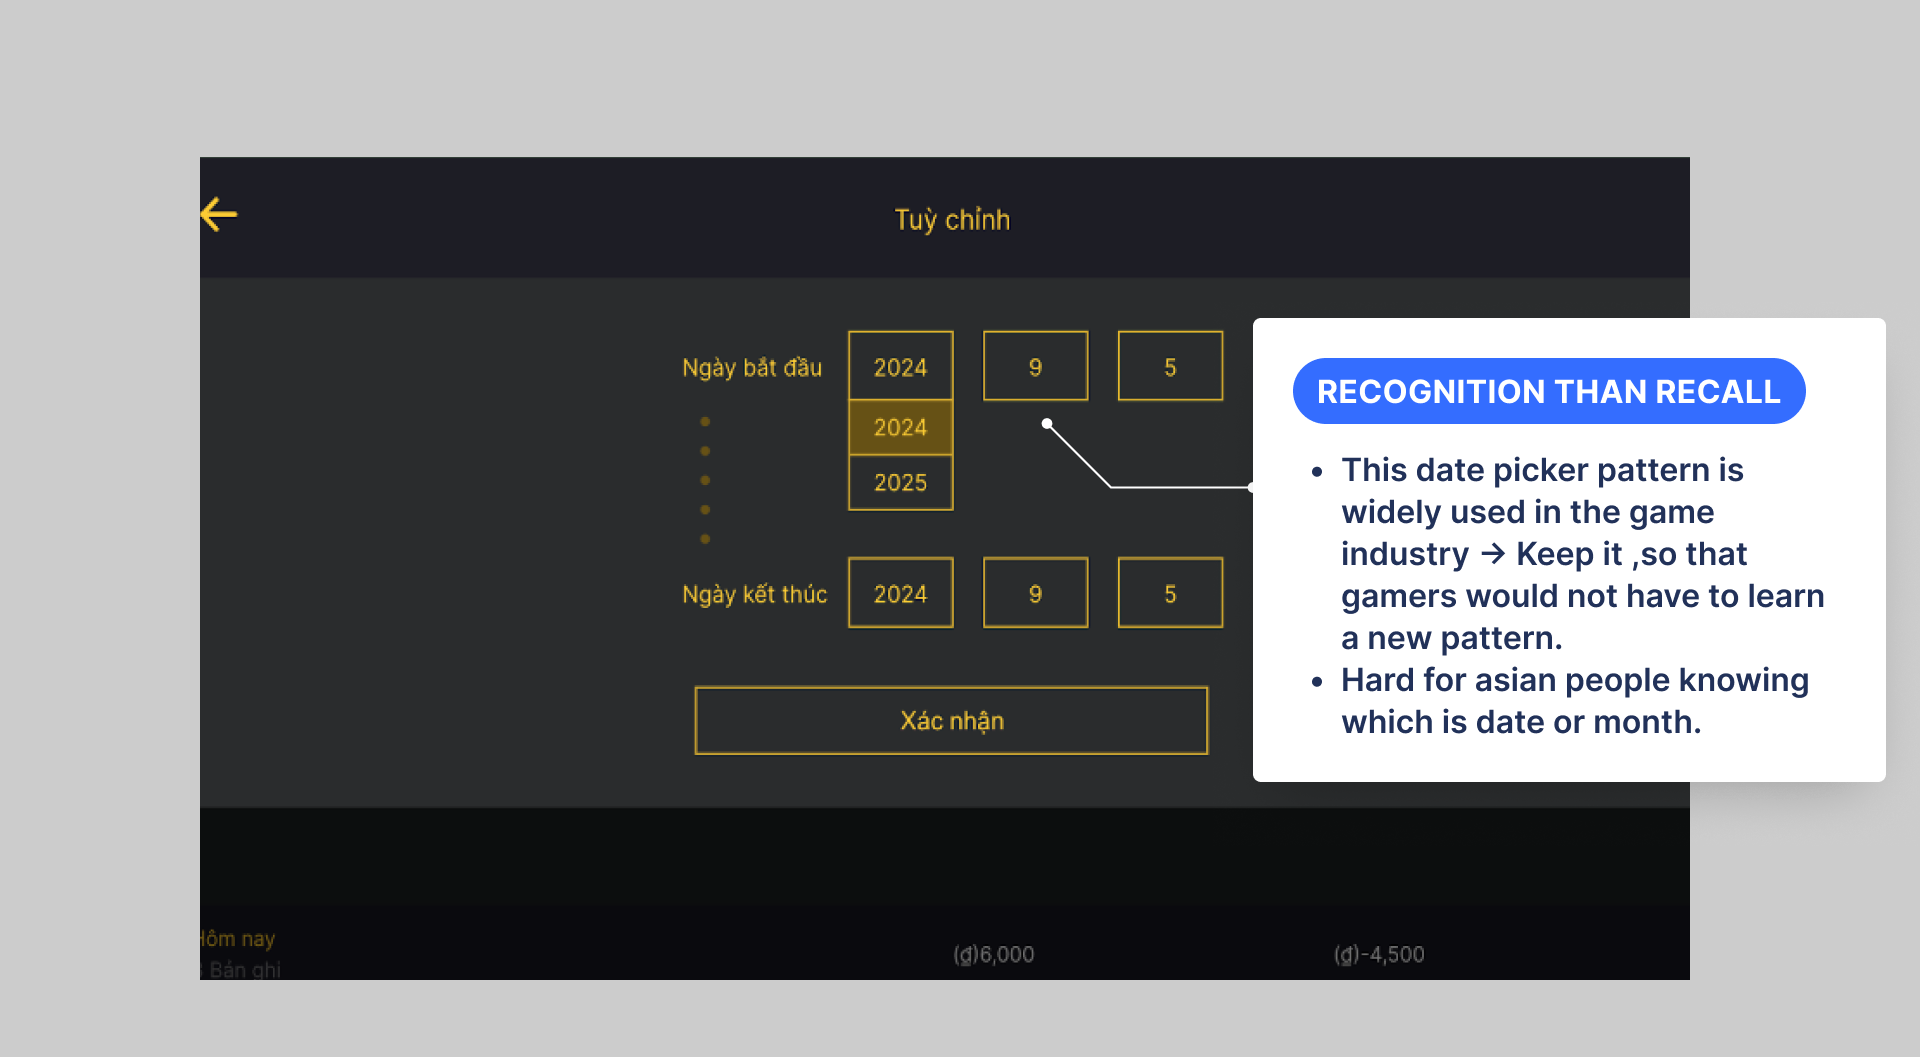 Tuỳ chỉnh
Ngày bắt đầu 2024 9 5
2024
2025
Ngày kết thúc 2024 9 5
Xác nhận
RECOGNITION THAN RECALL
• This date picker pattern is
widely used in the game
industry → Keep it ,so that
gamers would not have to learn
a new pattern.
• Hard for asian people knowing
which is date or month.
Hôm nay
(₫)6,000 (₫)-4,500
Bản ghi